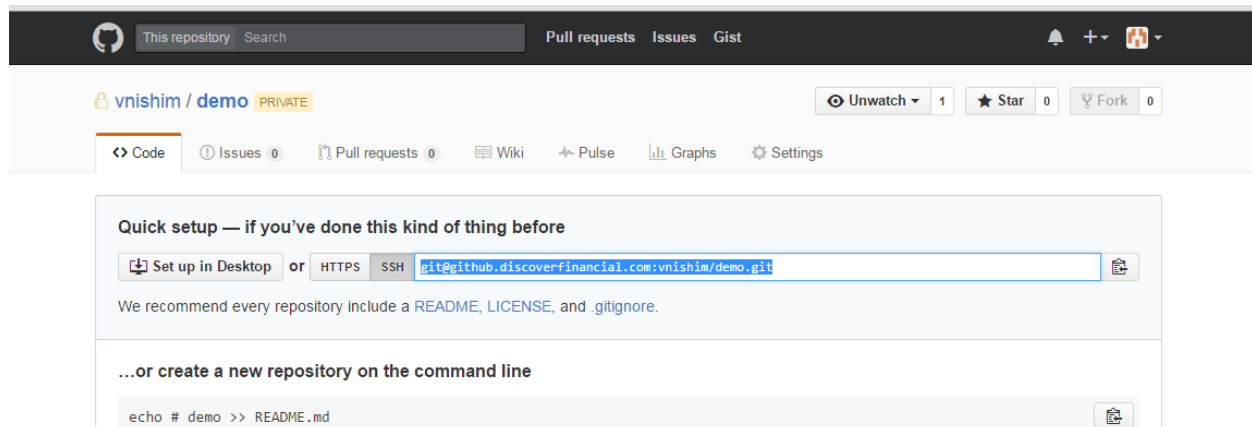 This repository Search Pull requests Issues Gist
vnishim / demo PRIVATE Unwatch 1 Star 0 Fork 0
Code Issues 0 Pull requests 0 Wiki Pulse Graphs Settings
Quick setup — if you’ve done this kind of thing before
Set up in Desktop or HTTPS SSH git@github.discoverfinancial.com:vnishim/demo.git
We recommend every repository include a README, LICENSE, and .gitignore.
…or create a new repository on the command line
echo # demo >> README.md